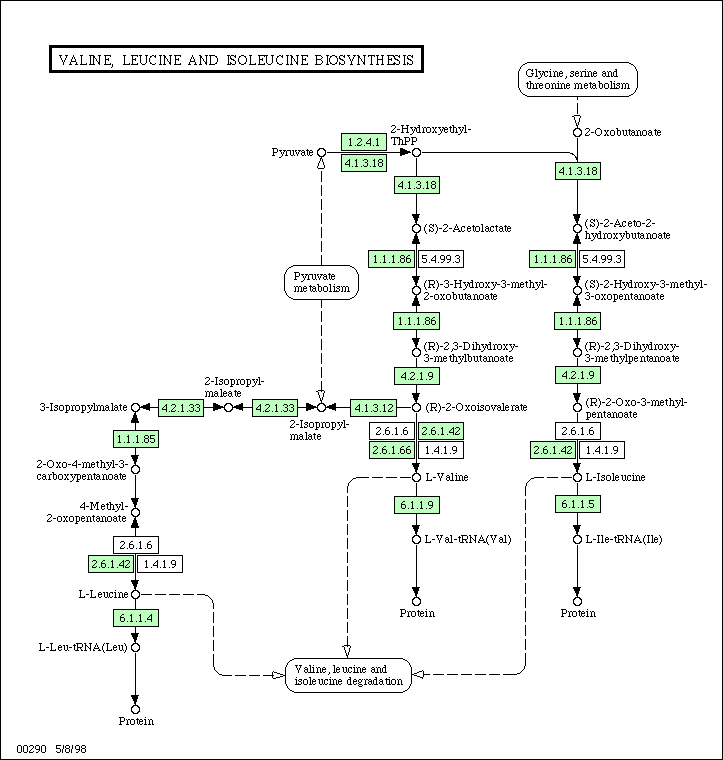 VALINE, LEUCINE AND ISOLEUCINE BIOSYNTHESIS
Glycine, serine and
threonine metabolism
2-Oxobutanoate
2-Hydroxyethyl-
ThPP
Pyruvate
1.2.4.1
4.1.3.18
4.1.3.18
4.1.3.18
(S)-2-Acetolactate
(S)-2-Aceto-2-
hydroxybutanoate
1.1.1.86
5.4.99.3
1.1.1.86
5.4.99.3
Pyruvate
metabolism
(R)-3-Hydroxy-3-methyl-
2-oxobutanoate
(S)-2-Hydroxy-3-methyl-
3-oxopentanoate
1.1.1.86
1.1.1.86
(R)-2,3-Dihydroxy-
3-methylbutanoate
(R)-2,3-Dihydroxy-
3-methylpentanoate
4.2.1.9
4.2.1.9
2-Isopropyl-
maleate
3-Isopropylmalate
4.2.1.33
4.2.1.33
4.1.3.12
(R)-2-Oxoisovalerate
(R)-2-Oxo-3-methyl-
pentanoate
2-Isopropyl-
malate
2.6.1.6
2.6.1.42
2.6.1.66
1.4.1.9
2.6.1.6
2.6.1.42
1.4.1.9
1.1.1.85
2-Oxo-4-methyl-3-
carboxypentanoate
L-Valine
L-Isoleucine
6.1.1.9
6.1.1.5
4-Methyl-
2-oxopentanoate
L-Val-tRNA(Val)
L-Ile-tRNA(Ile)
2.6.1.6
2.6.1.42
1.4.1.9
L-Leucine
Protein
Protein
6.1.1.4
L-Leu-tRNA(Leu)
Valine, leucine and
isoleucine degradation
Protein
00290 5/8/98